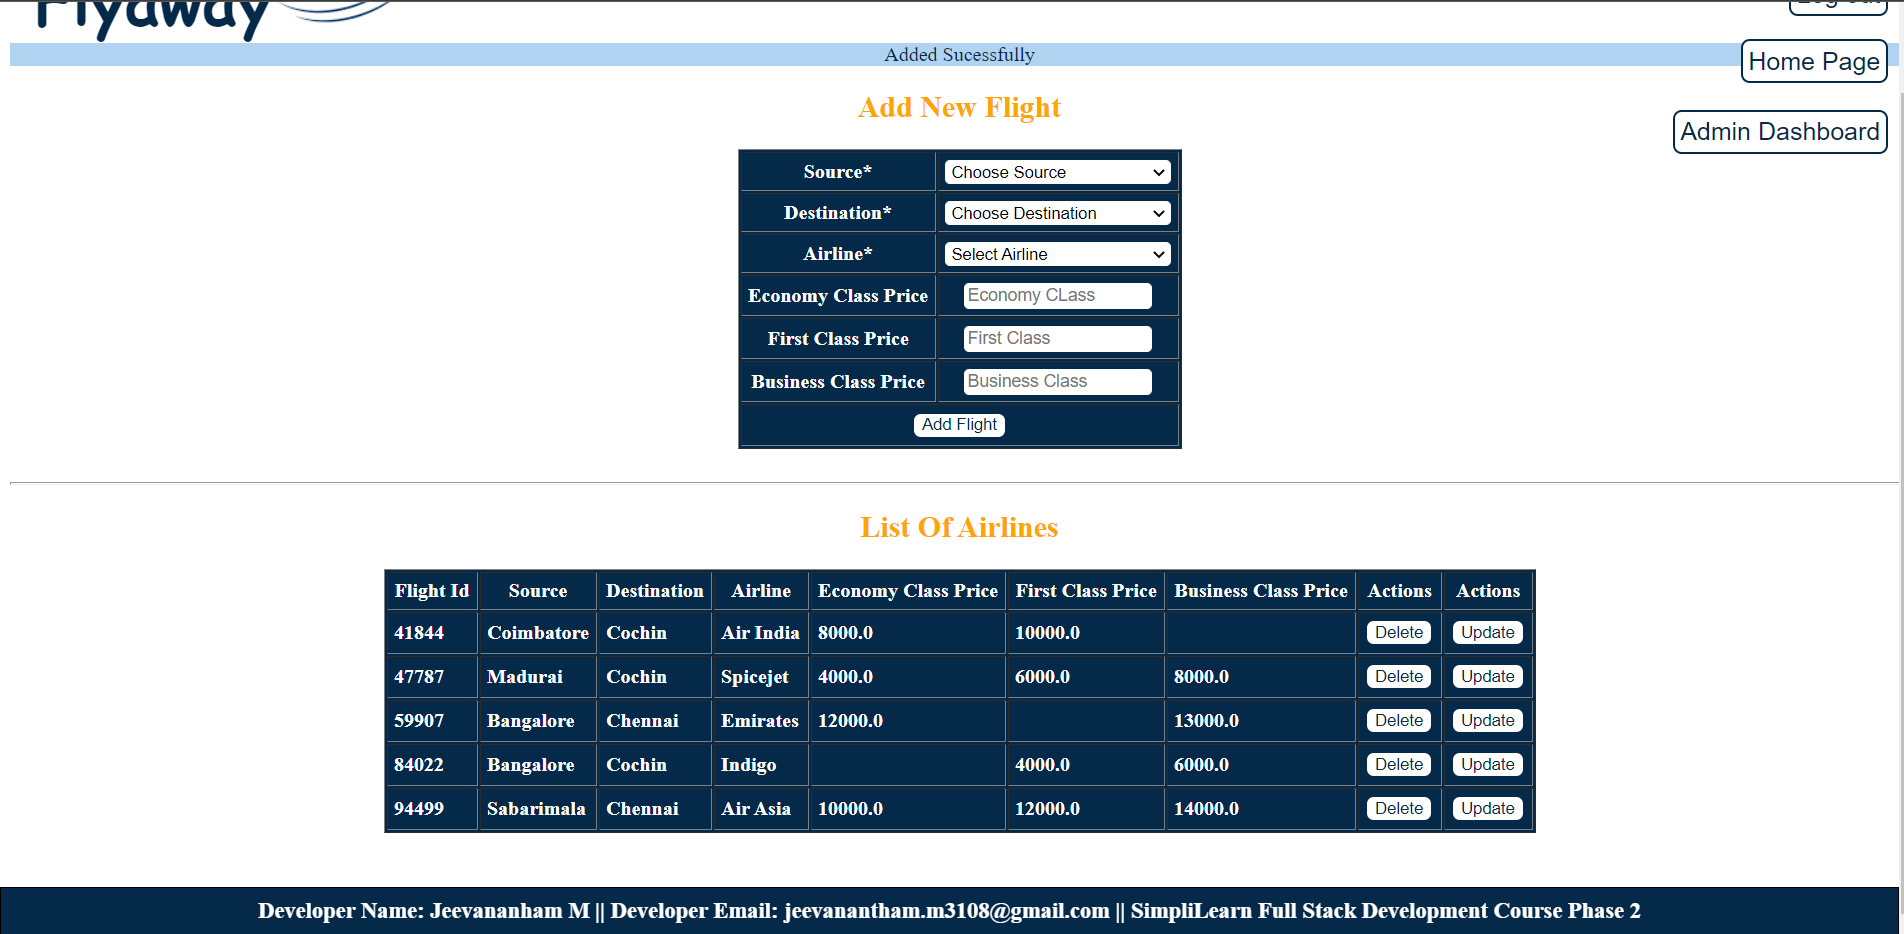 Flyaway
Log out
Added Sucessfully
Home Page
Add New Flight
Admin Dashboard
Source* Choose Source
Destination* Choose Destination
Airline* Select Airline
Economy Class Price Economy CLass
First Class Price First Class
Business Class Price Business Class
Add Flight
List Of Airlines
Flight Id Source Destination Airline Economy Class Price First Class Price Business Class Price Actions Actions
41844 Coimbatore Cochin Air India 8000.0 10000.0 Delete Update
47787 Madurai Cochin Spicejet 4000.0 6000.0 8000.0 Delete Update
59907 Bangalore Chennai Emirates 12000.0 13000.0 Delete Update
84022 Bangalore Cochin Indigo 4000.0 6000.0 Delete Update
94499 Sabarimala Chennai Air Asia 10000.0 12000.0 14000.0 Delete Update
Developer Name: Jeevananham M || Developer Email: jeevanantham.m3108@gmail.com || SimpliLearn Full Stack Development Course Phase 2